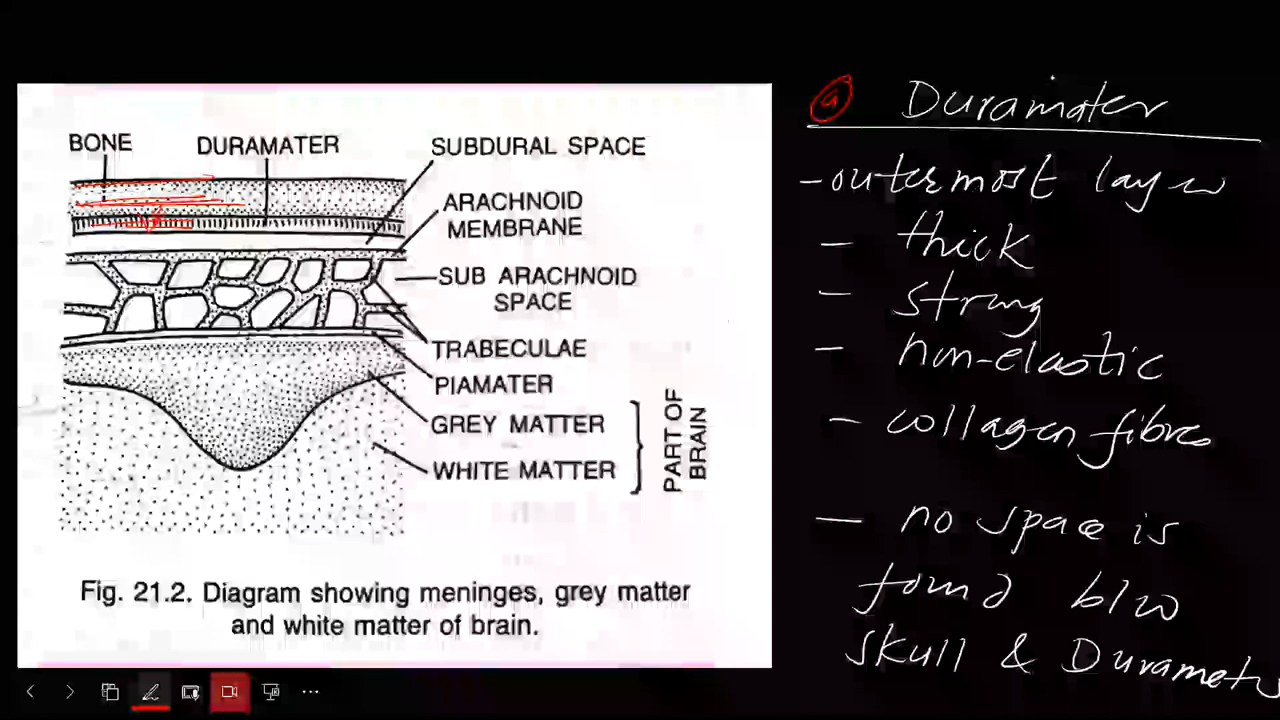 BONE
DURAMATER
SUBDURAL SPACE
ARACHNOID
MEMBRANE
SUB ARACHNOID
SPACE
TRABECULAE
PIAMATER
GREY MATTER
WHITE MATTER
PART OF
BRAIN
Fig. 21.2. Diagram showing meninges, grey matter
and white matter of brain.
a Duramater
- outermost layer
- thick
- strong
- non-elastic
- collagen fibres
- no space is
found b/w
skull & Duramater